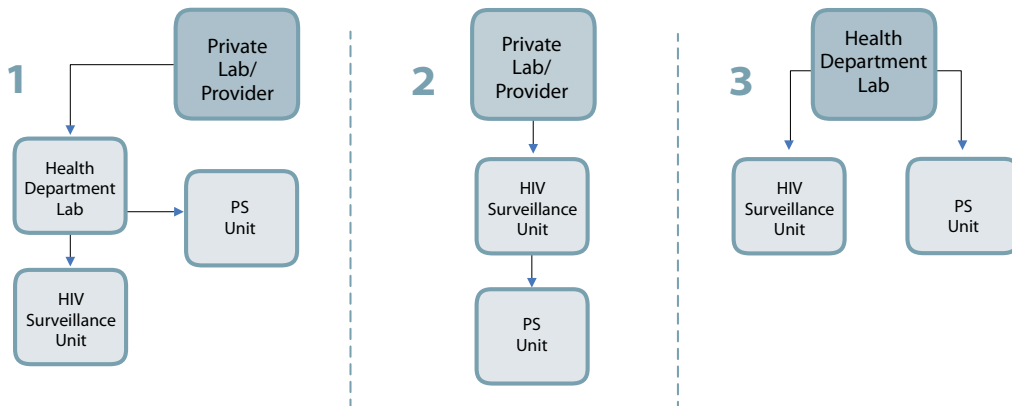 1
Private
Lab/
Provider
Health
Department
Lab
PS
Unit
HIV
Surveillance
Unit
2
Private
Lab/
Provider
HIV
Surveillance
Unit
PS
Unit
3
Health
Department
Lab
HIV
Surveillance
Unit
PS
Unit